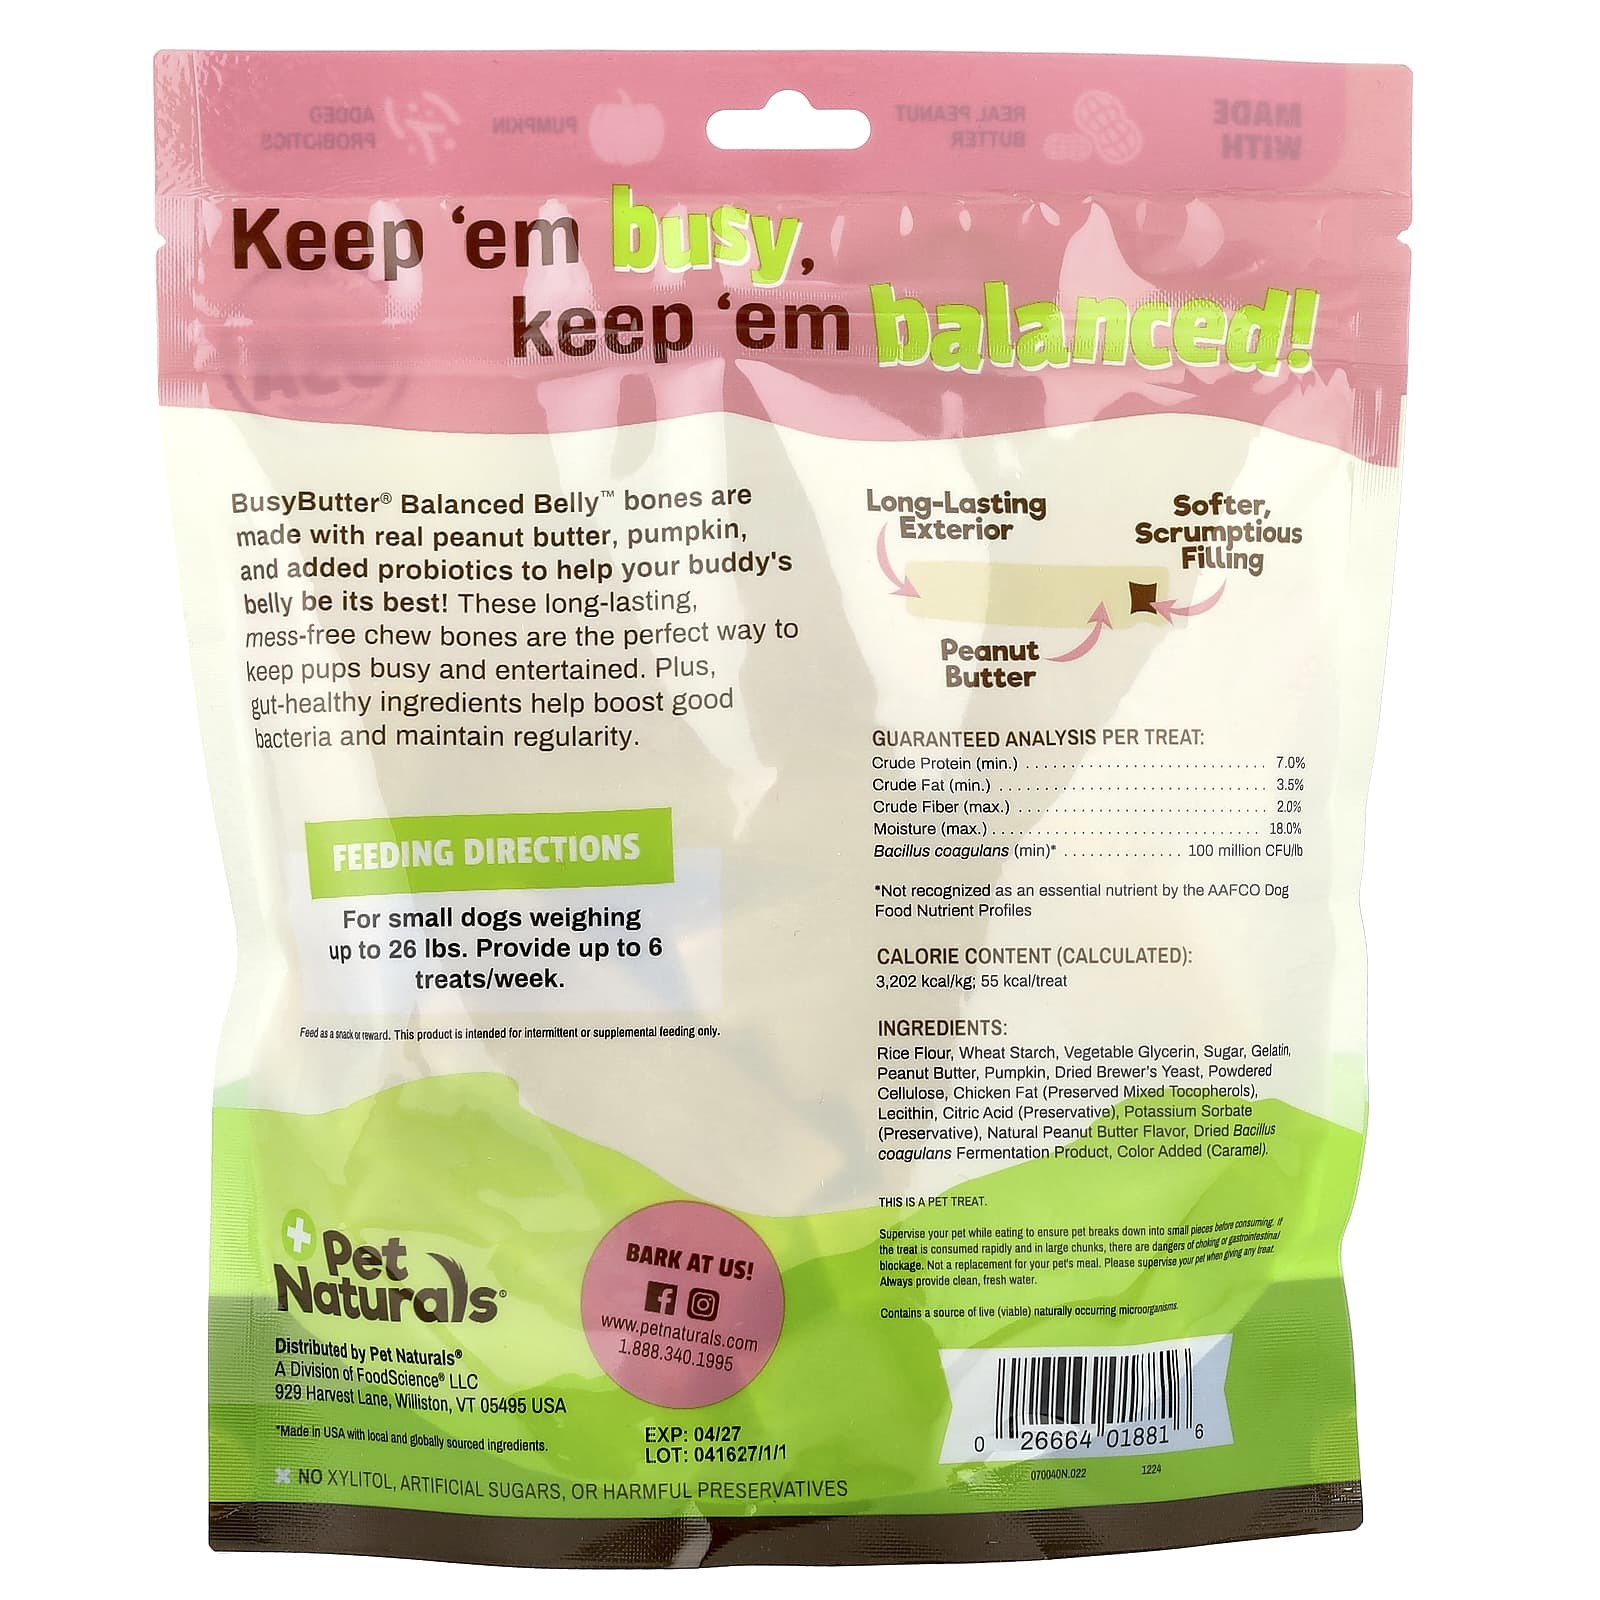 MADE
WITH
REAL PEANUT
BUTTER
PUMPKIN
ADDED
PROBIOTICS
Keep ‘em busy,
keep ‘em balanced!
BusyButter® Balanced Belly™ bones are
made with real peanut butter, pumpkin,
and added probiotics to help your buddy's
belly be its best! These long-lasting,
mess-free chew bones are the perfect way to
keep pups busy and entertained. Plus,
gut-healthy ingredients help boost good
bacteria and maintain regularity.
FEEDING DIRECTIONS
For small dogs weighing
up to 26 lbs. Provide up to 6
treats/week.
Feed as a snack or reward. This product is intended for intermittent or supplemental feeding only.
Long-Lasting
Exterior
Softer,
Scrumptious
Filling
Peanut
Butter
GUARANTEED ANALYSIS PER TREAT:
Crude Protein (min.) . . . . . . . . . . . . . . . . . . . . . . . . . . . 7.0%
Crude Fat (min.) . . . . . . . . . . . . . . . . . . . . . . . . . . . . . . 3.5%
Crude Fiber (max.) . . . . . . . . . . . . . . . . . . . . . . . . . . . . 2.0%
Moisture (max.) . . . . . . . . . . . . . . . . . . . . . . . . . . . . . . 18.0%
Bacillus coagulans (min)* . . . . . . . . . . . . . 100 million CFU/lb
*Not recognized as an essential nutrient by the AAFCO Dog
Food Nutrient Profiles
CALORIE CONTENT (CALCULATED):
3,202 kcal/kg; 55 kcal/treat
INGREDIENTS:
Rice Flour, Wheat Starch, Vegetable Glycerin, Sugar, Gelatin,
Peanut Butter, Pumpkin, Dried Brewer's Yeast, Powdered
Cellulose, Chicken Fat (Preserved Mixed Tocopherols),
Lecithin, Citric Acid (Preservative), Potassium Sorbate
(Preservative), Natural Peanut Butter Flavor, Dried Bacillus
coagulans Fermentation Product, Color Added (Caramel).
THIS IS A PET TREAT.
Supervise your pet while eating to ensure pet breaks down into small pieces before consuming. If
the treat is consumed rapidly and in large chunks, there are dangers of choking or gastrointestinal
blockage. Not a replacement for your pet's meal. Please supervise your pet when giving any treat.
Always provide clean, fresh water.
Contains a source of live (viable) naturally occurring microorganisms.
Pet
Naturals®
Distributed by Pet Naturals®
A Division of FoodScience® LLC
929 Harvest Lane, Williston, VT 05495 USA
*Made in USA with local and globally sourced ingredients.
NO XYLITOL, ARTIFICIAL SUGARS, OR HARMFUL PRESERVATIVES
BARK AT US!
www.petnaturals.com
1.888.340.1995
EXP: 04/27
LOT: 041627/1/1
0 26664 01881 6
070040N.022 1224